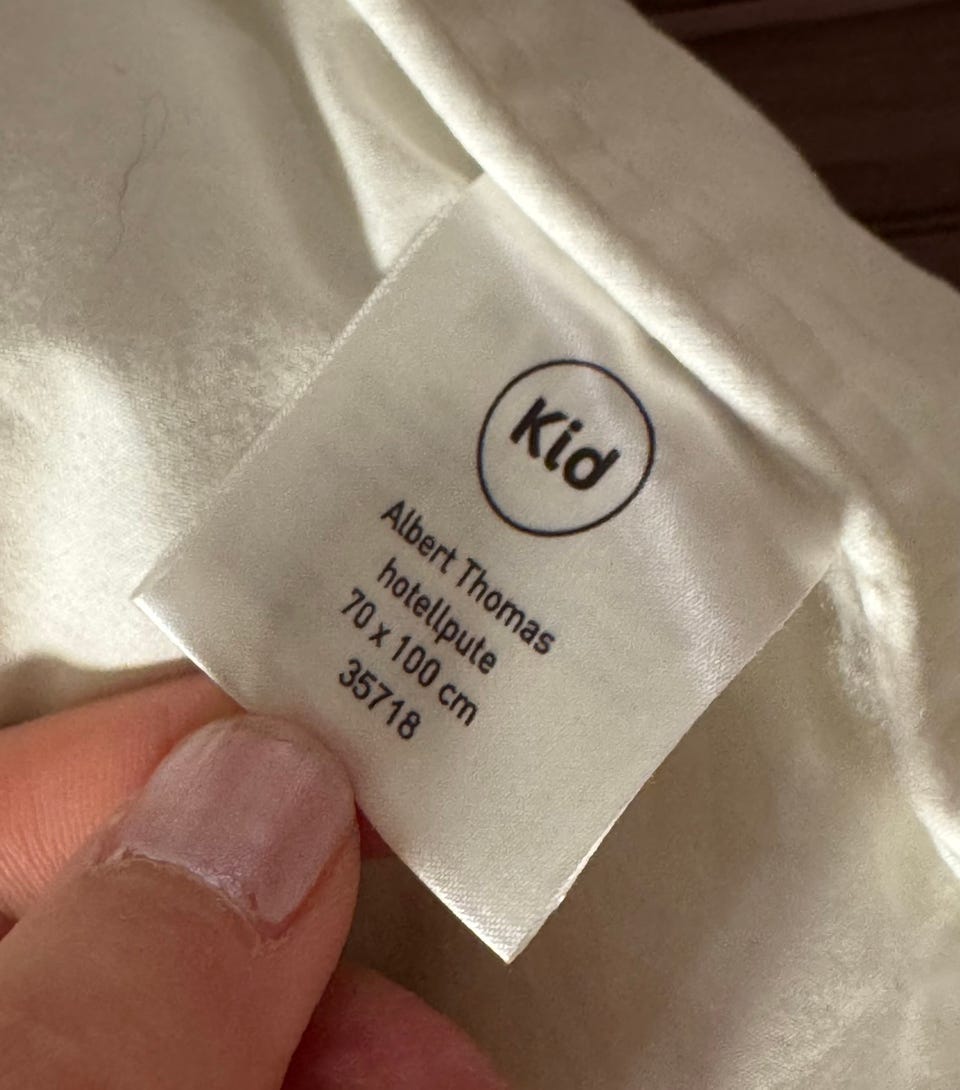 Kid
Albert Thomas
hotellpute
70 x 100 cm
35718